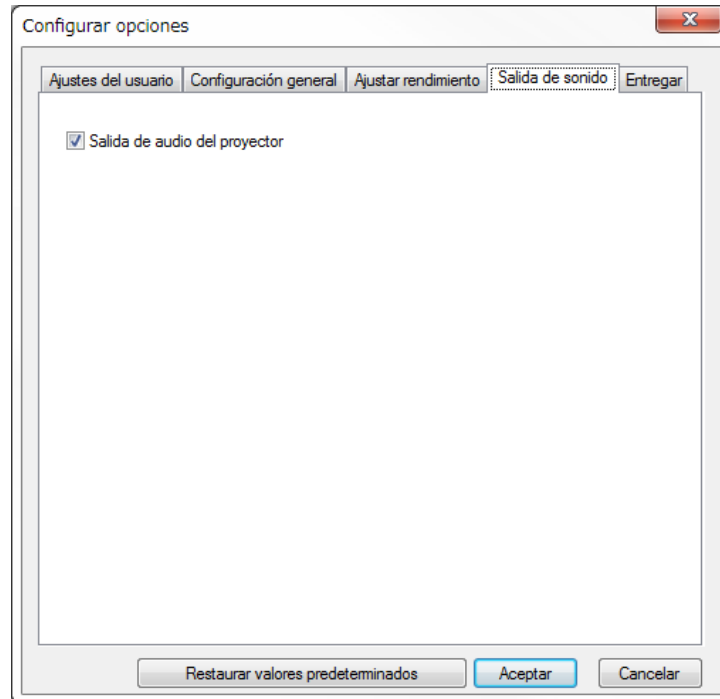 Configurar opciones
Ajustes del usuario Configuración general Ajustar rendimiento Salida de sonido Entregar
Salida de audio del proyector
Restaurar valores predeterminados Aceptar Cancelar